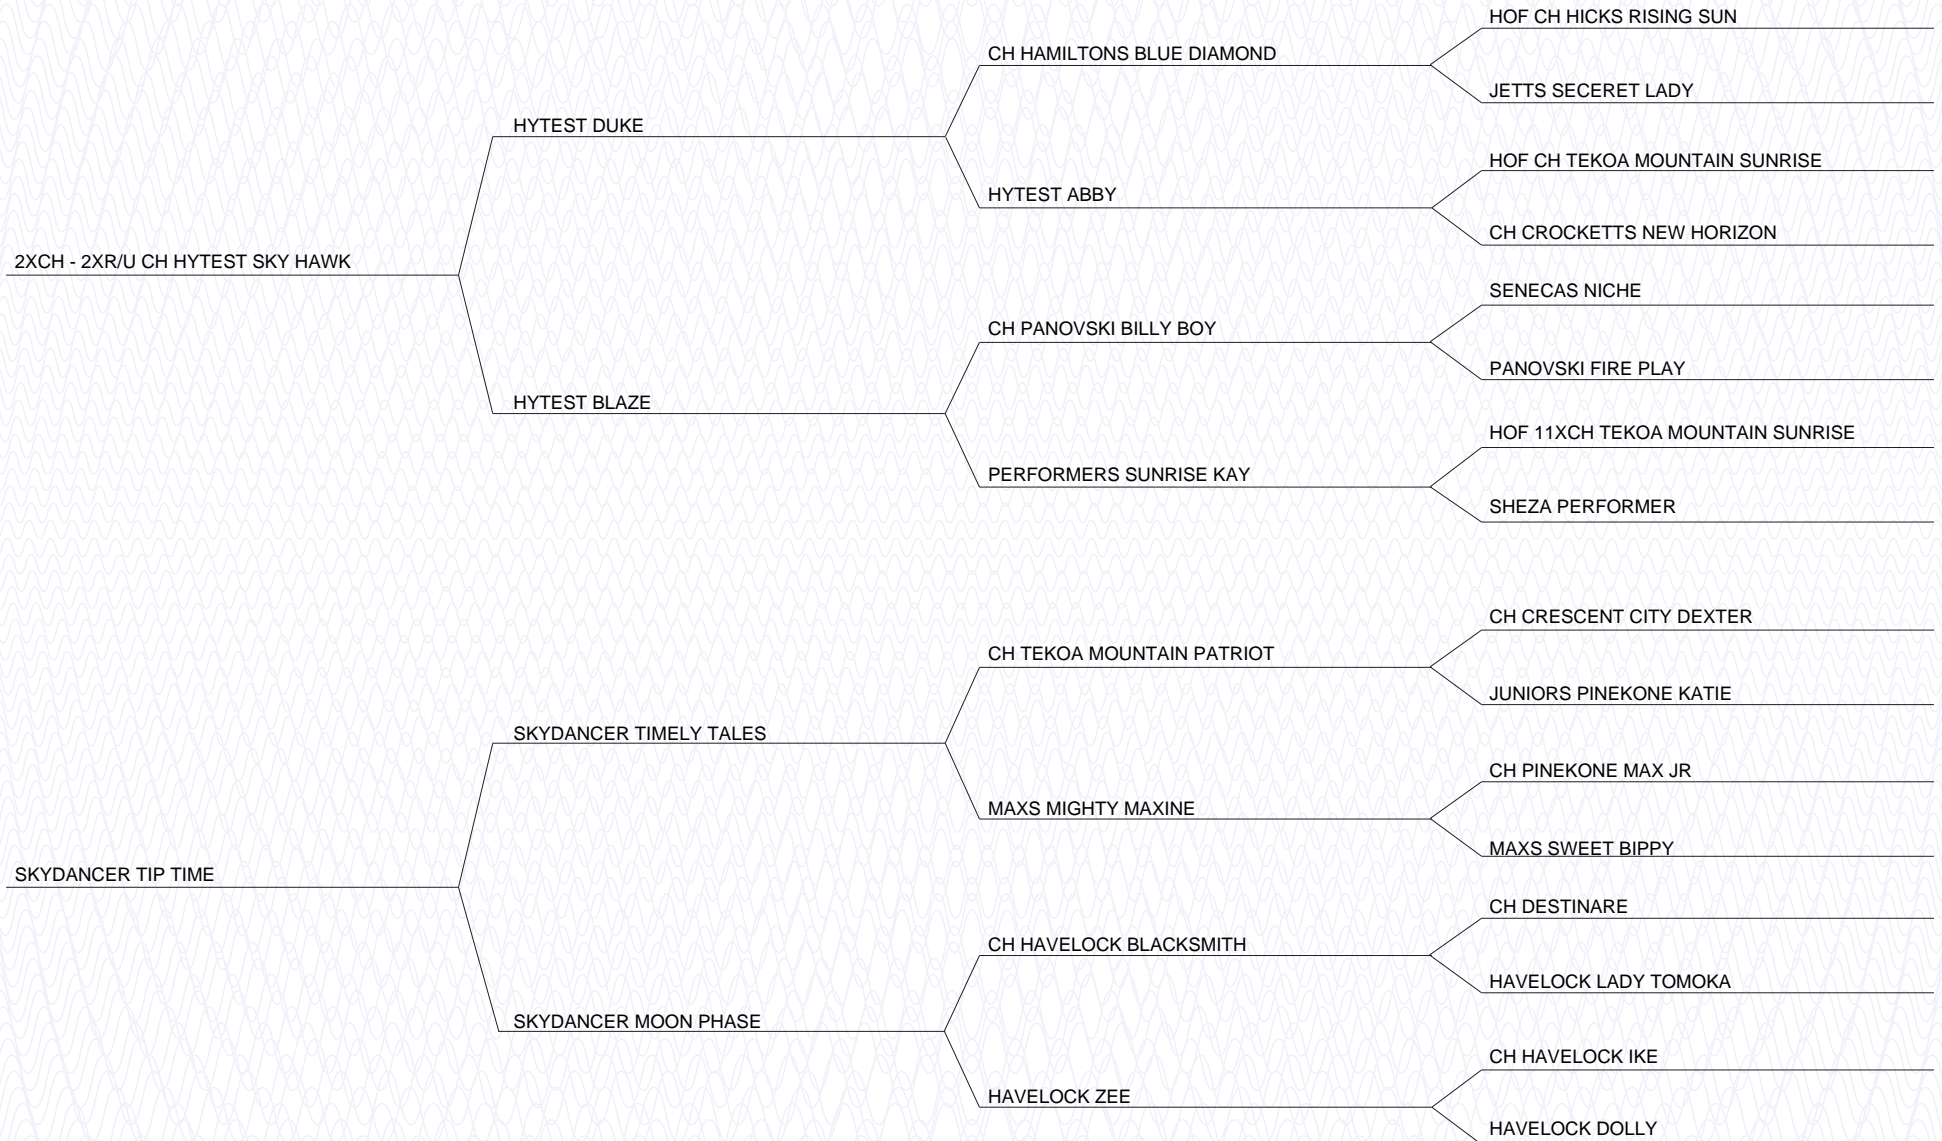 HOF CH HICKS RISING SUN
CH HAMILTONS BLUE DIAMOND
JETTS SECERET LADY
HYTEST DUKE
HOF CH TEKOA MOUNTAIN SUNRISE
HYTEST ABBY
CH CROCKETTS NEW HORIZON
2XCH - 2XR/U CH HYTEST SKY HAWK
SENECAS NICHE
CH PANOVSKI BILLY BOY
PANOVSKI FIRE PLAY
HYTEST BLAZE
HOF 11XCH TEKOA MOUNTAIN SUNRISE
PERFORMERS SUNRISE KAY
SHEZA PERFORMER
CH CRESCENT CITY DEXTER
CH TEKOA MOUNTAIN PATRIOT
JUNIORS PINEKONE KATIE
SKYDANCER TIMELY TALES
CH PINEKONE MAX JR
MAXS MIGHTY MAXINE
MAXS SWEET BIPPY
SKYDANCER TIP TIME
CH DESTINARE
CH HAVELOCK BLACKSMITH
HAVELOCK LADY TOMOKA
SKYDANCER MOON PHASE
CH HAVELOCK IKE
HAVELOCK ZEE
HAVELOCK DOLLY